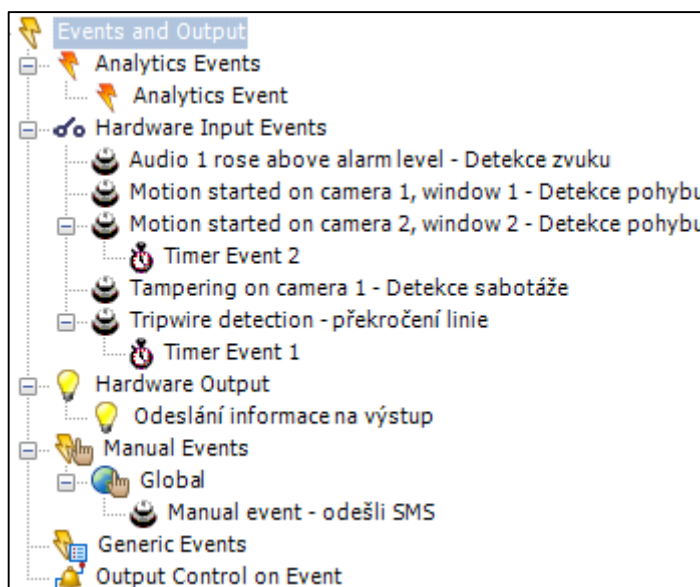 Events and Output
Analytics Events
Analytics Event
Hardware Input Events
Audio 1 rose above alarm level - Detekce zvuku
Motion started on camera 1, window 1 - Detekce pohybu
Motion started on camera 2, window 2 - Detekce pohybu
Timer Event 2
Tampering on camera 1 - Detekce sabotáže
Tripwire detection - překročení linie
Timer Event 1
Hardware Output
Odeslání informace na výstup
Manual Events
Global
Manual event - odešli SMS
Generic Events
Output Control on Event